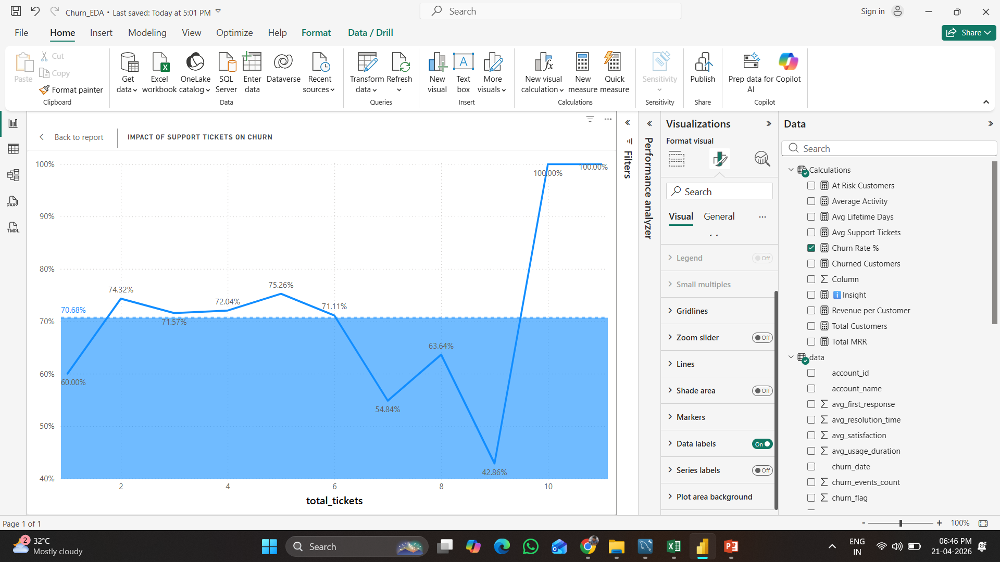 Churn_EDA • Last saved: Today at 5:01 PM
Search
Sign in
File
Home
Insert
Modeling
View
Optimize
Help
Format
Data / Drill
Share
Paste
Cut
Copy
Format painter
Clipboard
Get data
Excel workbook
OneLake catalog
SQL Server
Enter data
Dataverse
Recent sources
Data
Transform data
Refresh
Queries
New visual
Text box
More visuals
Insert
New visual calculation
New measure
Quick measure
Calculations
Sensitivity
Sensitivity
Publish
Share
Prep data for AI
Copilot
Copilot
DAX
TMDL
Back to report
IMPACT OF SUPPORT TICKETS ON CHURN
100%
90%
80%
70%
60%
50%
40%
70.68%
60.00%
74.32%
71.57%
72.04%
75.26%
71.11%
54.84%
63.64%
42.86%
100.00%
100.00%
2
4
6
8
10
total_tickets
Filters
Performance analyzer
Visualizations
Format visual
Search
Visual
General
Legend
Off
Small multiples
Gridlines
Zoom slider
Off
Lines
Shade area
Off
Markers
Data labels
On
Series labels
Off
Plot area background
Data
Search
Calculations
At Risk Customers
Average Activity
Avg Lifetime Days
Avg Support Tickets
Churn Rate %
Churned Customers
Column
ℹ️Insight
Revenue per Customer
Total Customers
Total MRR
data
account_id
account_name
avg_first_response
avg_resolution_time
avg_satisfaction
avg_usage_duration
churn_date
churn_events_count
churn_flag
Page 1 of 1
- + 100%
2
32°C
Mostly cloudy
Search
ENG
IN
06:46 PM
21-04-2026